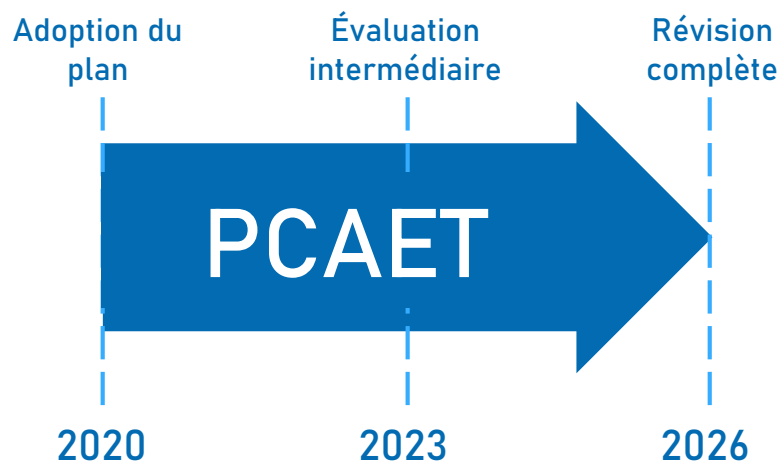 Adoption du
plan
Évaluation
intermédiaire
Révision
complète
PCAET
2020
2023
2026